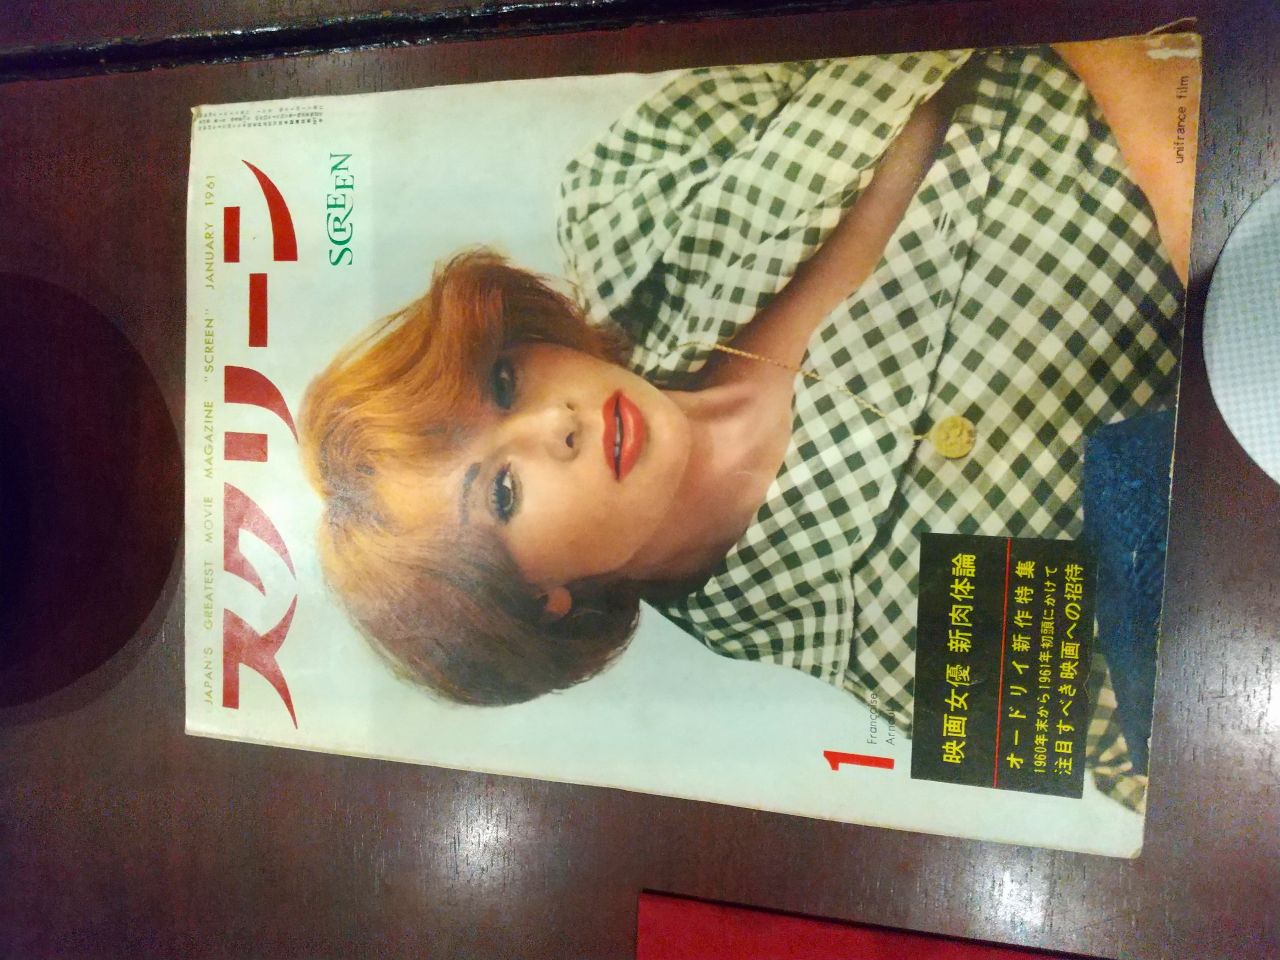 JAPAN'S GREATEST MOVIE MAGAZINE "SCREEN" JANUARY 1961
スクリーン
SCREEN
1
Françoise
映画女優 新肉体論
オードリイ新作特集
1960年末から1961年初頭にかけて
注目すべき映画への招待
unifrance film